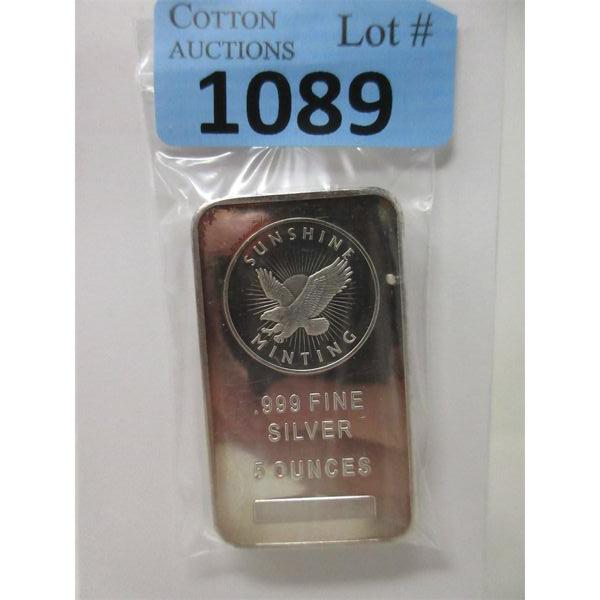 COTTON AUCTIONS
Lot #
1089
SUNSHINE
MINTING
.999 FINE
SILVER
5 OUNCES